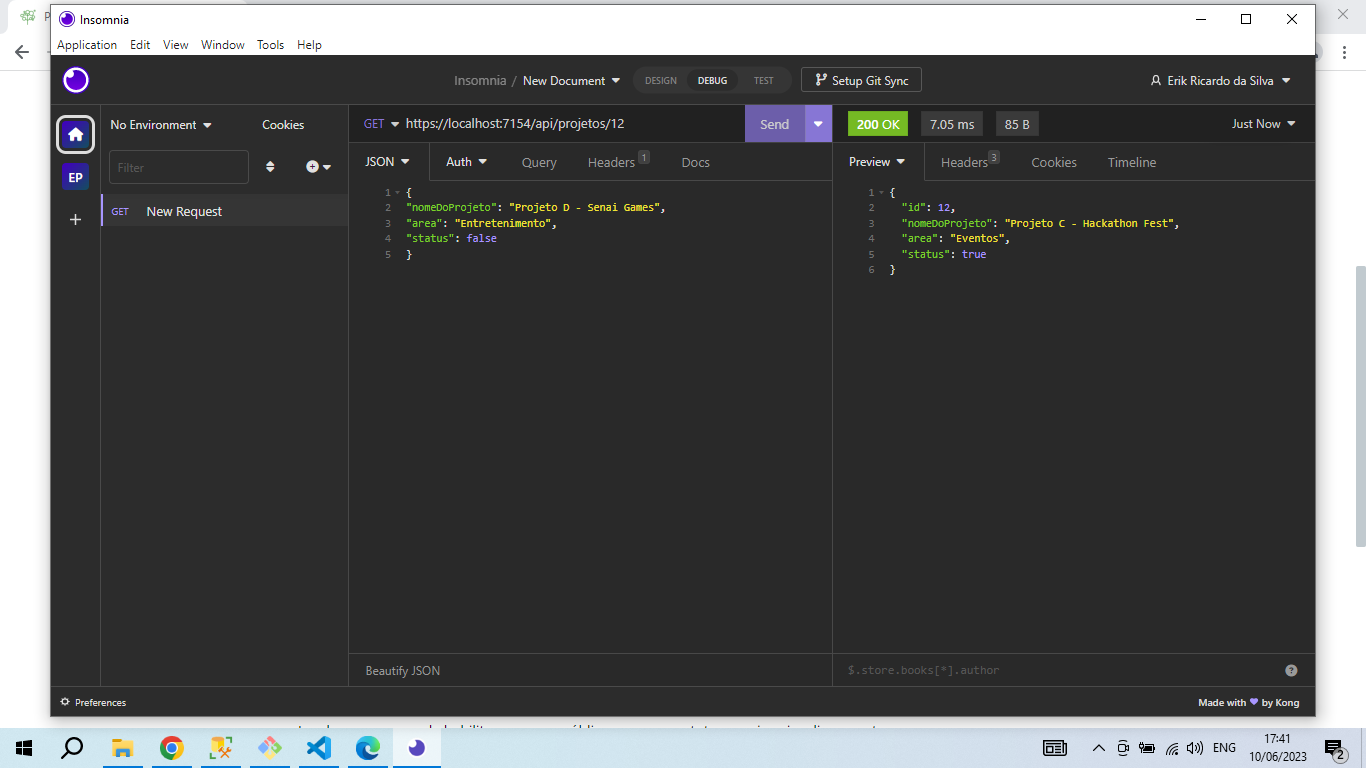 P
Insomnia
Application Edit View Window Tools Help
Insomnia / New Document DESIGN DEBUG TEST Setup Git Sync Erik Ricardo da Silva
No Environment Cookies
Filter
EP
GET New Request
GET https://localhost:7154/api/projetos/12 Send
JSON Auth Query Headers 1 Docs
1 {
2 "nomeDoProjeto": "Projeto D - Senai Games",
3 "area": "Entretenimento",
4 "status": false
5 }
Beautify JSON
200 OK 7.05 ms 85 B Just Now
Preview Headers 3 Cookies Timeline
1 {
2 "id": 12,
3 "nomeDoProjeto": "Projeto C - Hackathon Fest",
4 "area": "Eventos",
5 "status": true
6 }
$.store.books[*].author
Preferences
Made with by Kong
ENG
17:41
10/06/2023
2